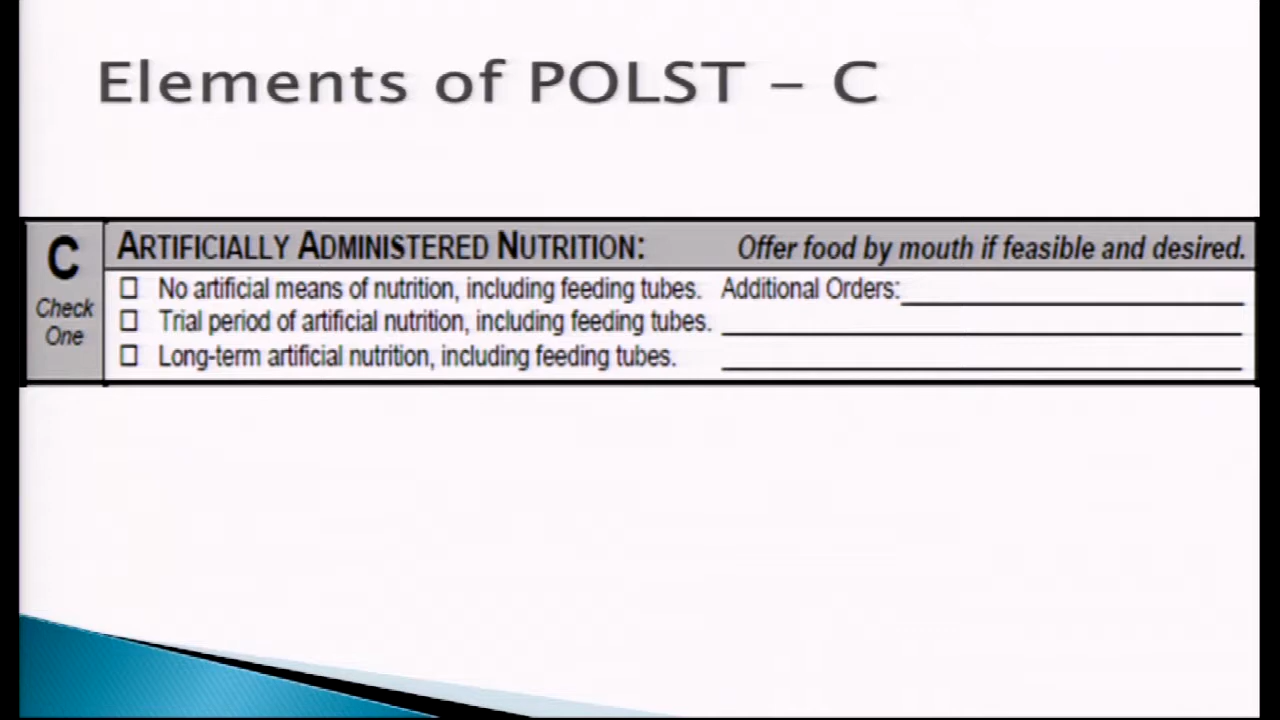 Elements of POLST – C
C
Check
One
ARTIFICIALLY ADMINISTERED NUTRITION: Offer food by mouth if feasible and desired.
☐ No artificial means of nutrition, including feeding tubes. Additional Orders:
☐ Trial period of artificial nutrition, including feeding tubes.
☐ Long-term artificial nutrition, including feeding tubes.